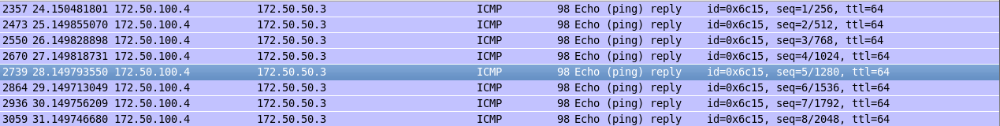 2357 24.150481801 172.50.100.4 172.50.50.3 ICMP 98 Echo (ping) reply id=0x6c15, seq=1/256, ttl=64
2473 25.149855070 172.50.100.4 172.50.50.3 ICMP 98 Echo (ping) reply id=0x6c15, seq=2/512, ttl=64
2550 26.149828898 172.50.100.4 172.50.50.3 ICMP 98 Echo (ping) reply id=0x6c15, seq=3/768, ttl=64
2670 27.149818731 172.50.100.4 172.50.50.3 ICMP 98 Echo (ping) reply id=0x6c15, seq=4/1024, ttl=64
2739 28.149793550 172.50.100.4 172.50.50.3 ICMP 98 Echo (ping) reply id=0x6c15, seq=5/1280, ttl=64
2864 29.149713049 172.50.100.4 172.50.50.3 ICMP 98 Echo (ping) reply id=0x6c15, seq=6/1536, ttl=64
2936 30.149756209 172.50.100.4 172.50.50.3 ICMP 98 Echo (ping) reply id=0x6c15, seq=7/1792, ttl=64
3059 31.149746680 172.50.100.4 172.50.50.3 ICMP 98 Echo (ping) reply id=0x6c15, seq=8/2048, ttl=64